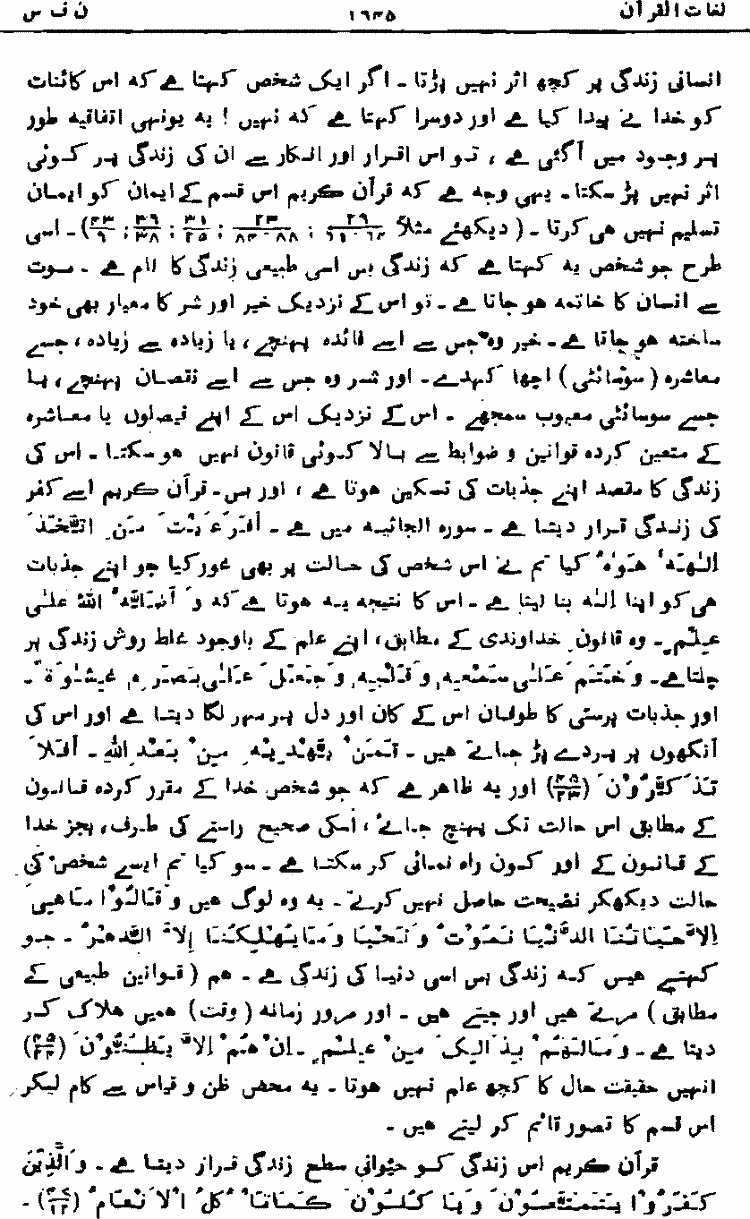 لغات القرآن ۱٦۳۵ ن ف س
انسانی زندگی پر کچھ اثر نہیں پڑتا ۔ اگر ایک شخص کہتا ہے کہ اس کائنات
کو خدا نے پیدا کیا ہے اور دوسرا کہتا ہے کہ نہیں ! یہ یونہی اتفاقیہ طور
پر وجود میں آگئی ہے ، تو اس اقرار اور انکار سے ان کی زندگی پر کوئی
اثر نہیں پڑ سکتا ۔ یہی وجہ ہے کہ قرآن کریم اس قسم کے ایمان کو ایمان
تسلیم نہیں ہی کرتا ۔ ( دیکھئے مثلاً ۲۹/٦۱-٦۳ ; ۲۳/۸۴-۸۸ ; ۳۱/۲۵ ; ۳۹/۳۸ ; ۴۳/۹) ۔ اسی
طرح جو شخص یہ کہتا ہے کہ زندگی بس اسی طبیعی زندگی کا نام ہے ۔ موت
سے انسان کا خاتمہ ہو جاتا ہے ۔ تو اس کے نزدیک خیر اور شر کا معیار بھی خود
ساختہ ہو جاتا ہے ۔ خیر وہ جس سے اسے فائدہ پہنچے ، یا زیادہ سے زیادہ ، جسے
معاشرہ ( سوسائٹی ) اچھا کہدے ۔ اور شر وہ جس سے اسے نقصان پہنچے ، یا
جسے سوسائٹی معیوب سمجھے ۔ اس کے نزدیک اس کے اپنے فیصلوں یا معاشرہ
کے متعین کردہ قوانین و ضوابط سے بالا کوئی قانون نہیں ہو سکتا ۔ اس کی
زندگی کا مقصد اپنے جذبات کی تسکین ہوتا ہے ، اور بس ۔ قرآن کریم اسے کفر
کی زندگی قرار دیتا ہے ۔ سورہ الجاثیہ میں ہے ۔ اَفَرَءَیْتَ مَنِ اتَّخَذَ
اِلٰهَهٗ هَوٰهُ کیا تم نے اس شخص کی حالت پر بھی غور کیا جو اپنے جذبات
ہی کو اپنا الٰہ بنا لیتا ہے ۔ اس کا نتیجہ یہ ہوتا ہے کہ وَ اَضَلَّهُ اللّٰهُ عَلٰی
عِلْمٍ ۔ وہ قانون خداوندی کے مطابق ، اپنے علم کے باوجود غلط روش زندگی پر
چلتا ہے ۔ وَ خَتَمَ عَلٰی سَمْعِهٖ وَ قَلْبِهٖ وَ جَعَلَ عَلٰی بَصَرِهٖ غِشٰوَةً ۔
اور جذبات پرستی کا طوفان اس کے کان اور دل پر مہر لگا دیتا ہے اور اس کی
آنکھوں پر پردے پڑ جاتے ہیں ۔ فَمَنْ یَّهْدِیْهِ مِنْ بَعْدِ اللّٰهِ ۔ اَفَلَا
تَذَكَّرُوْنَ (۴۵/۲۳) اور یہ ظاہر ہے کہ جو شخص خدا کے مقرر کردہ قانون
کے مطابق اس حالت تک پہنچ جائے ، اسکی صحیح راستے کی طرف ، بجز خدا
کے قانون کے اور کون راہ نمائی کر سکتا ہے ۔ سو کیا تم ایسے شخص کی
حالت دیکھکر نصیحت حاصل نہیں کرتے ۔ یہ وہ لوگ ہیں وَ قَالُوْا مَا هِیَ
اِلَّا حَیَاتُنَا الدُّنْیَا نَمُوْتُ وَ نَحْیَا وَ مَا یُهْلِكُنَا اِلَّا الدَّهْرُ ۔ جو
کہتے ہیں کہ زندگی بس اسی دنیا کی زندگی ہے ۔ ہم ( قوانین طبیعی کے
مطابق ) مرتے ہیں اور جیتے ہیں ۔ اور مرور زمانہ ( وقت ) ہمیں ہلاک کر
دیتا ہے ۔ وَ مَا لَهُمْ بِذَالِكَ مِنْ عِلْمٍ ۔ اِنْ هُمْ اِلَّا یَظُنُّوْنَ (۴۵/۲۴)
انہیں حقیقت حال کا کچھ علم نہیں ہوتا ۔ یہ محض ظن و قیاس سے کام لیکر
اس قسم کا تصور قائم کر لیتے ہیں ۔
قرآن کریم اس زندگی کو حیوانی سطح زندگی قرار دیتا ہے ۔ وَ الَّذِیْنَ
كَفَرُوْا یَتَمَتَّعُوْنَ وَ یَا كُلُوْنَ كَمَا تَا كُلُ الْاَنْعَامُ (۴۷/۱۲) ۔